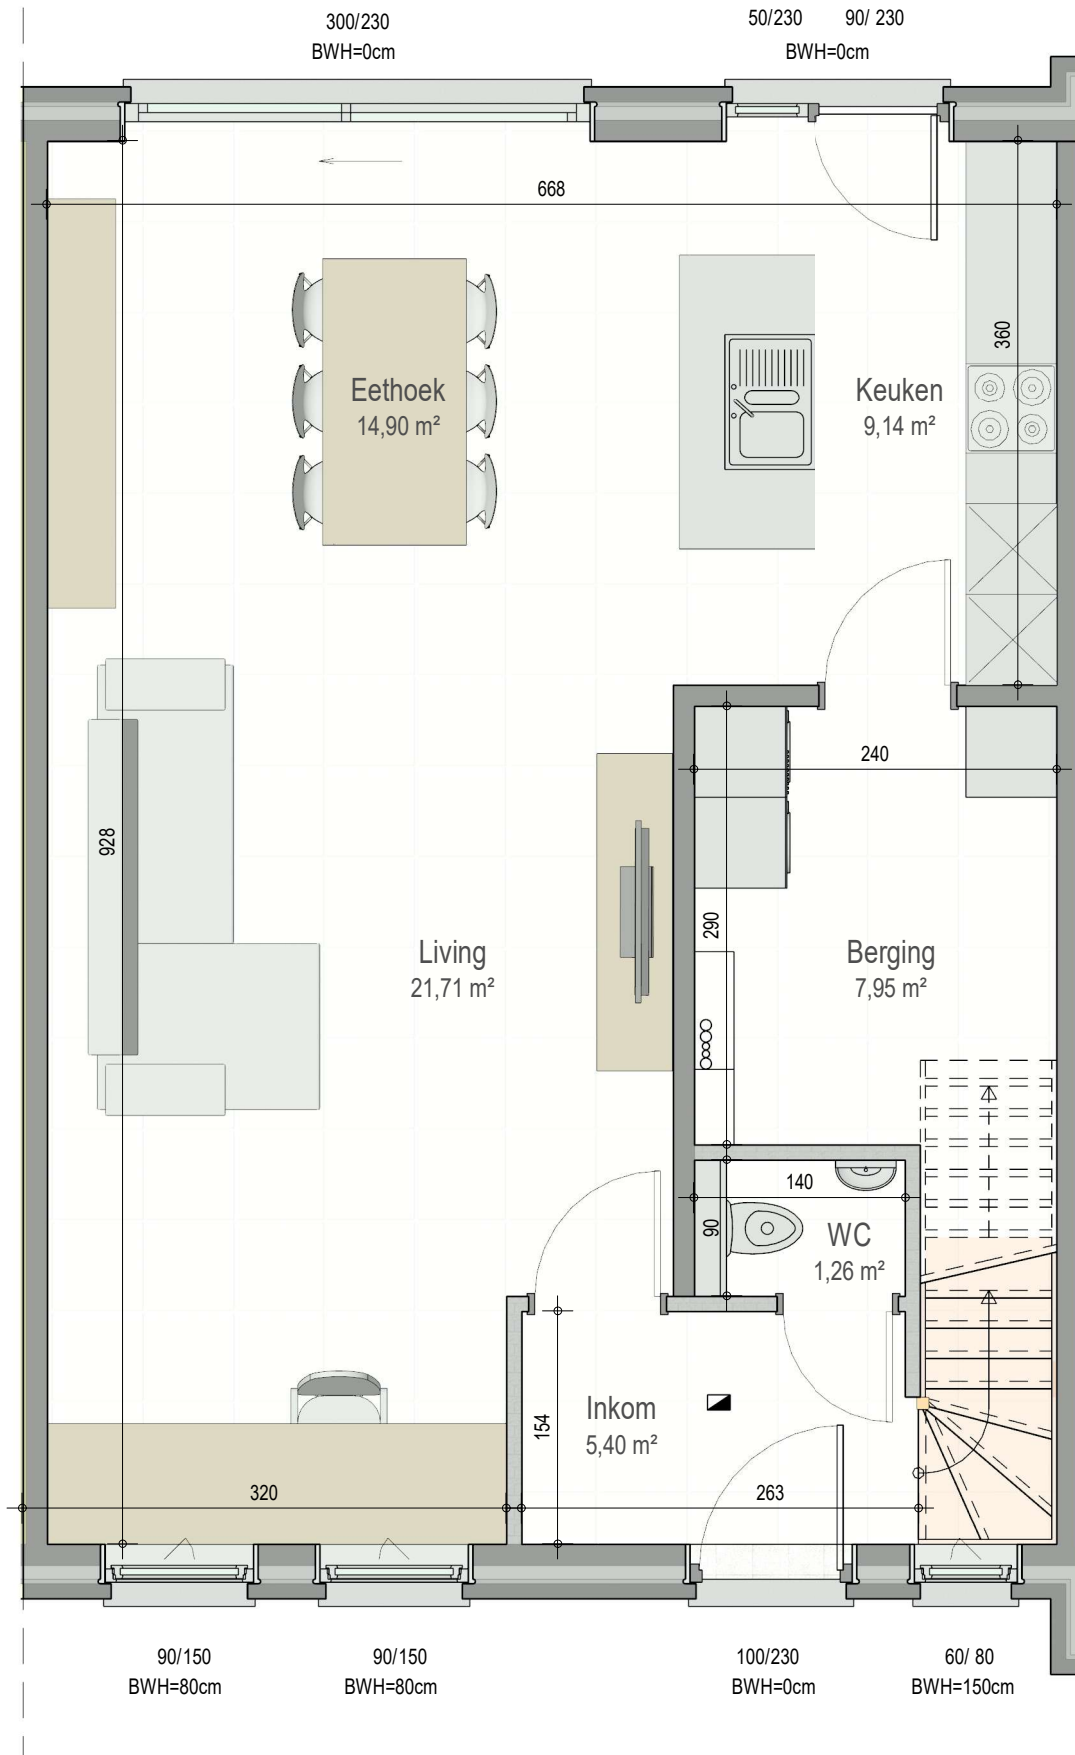 300/230
BWH=0cm
50/230
90/ 230
BWH=0cm
668
360
Eethoek
14,90 m²
Keuken
9,14 m²
240
928
290
Living
21,71 m²
Berging
7,95 m²
140
90
WC
1,26 m²
Inkom
5,40 m²
154
320
263
90/150
BWH=80cm
90/150
BWH=80cm
100/230
BWH=0cm
60/ 80
BWH=150cm